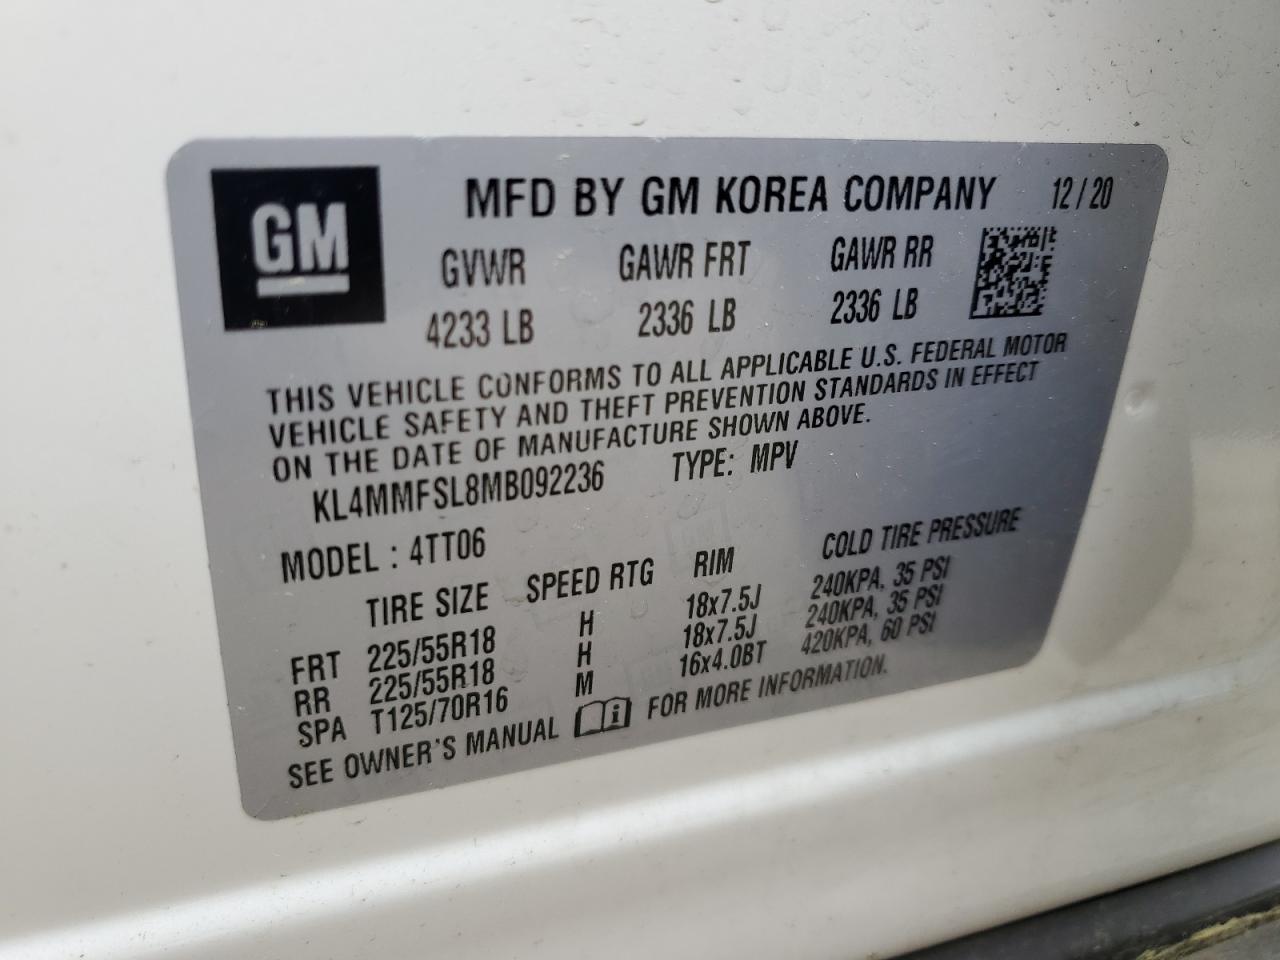 GM
MFD BY GM KOREA COMPANY 12/20
GVWR GAWR FRT GAWR RR
4233 LB 2336 LB 2336 LB
THIS VEHICLE CONFORMS TO ALL APPLICABLE U.S. FEDERAL MOTOR
VEHICLE SAFETY AND THEFT PREVENTION STANDARDS IN EFFECT
ON THE DATE OF MANUFACTURE SHOWN ABOVE.
KL4MMFSL8MB092236 TYPE: MPV
MODEL : 4TT06
TIRE SIZE SPEED RTG RIM COLD TIRE PRESSURE
FRT 225/55R18 H 18x7.5J 240KPA, 35 PSI
RR 225/55R18 H 18x7.5J 240KPA, 35 PSI
SPA T125/70R16 M 16x4.0BT 420KPA, 60 PSI
SEE OWNER'S MANUAL FOR MORE INFORMATION.